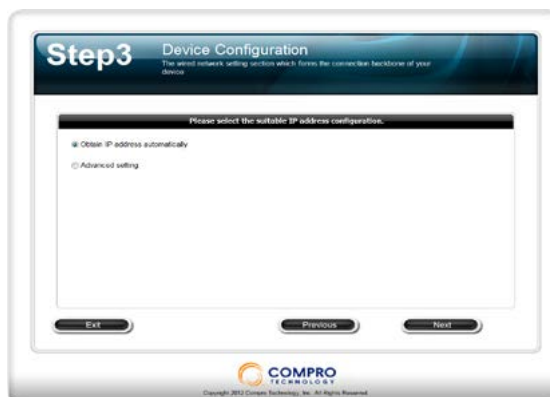 Step3
Device Configuration
The wired network setting section which forms the connection backbone of your
device
Please select the suitable IP address configuration.
Obtain IP address automatically
Advanced setting
Exit
Previous
Next
COMPRO
TECHNOLOGY
Copyright 2012 Compro Technology, Inc. All Rights Reserved.